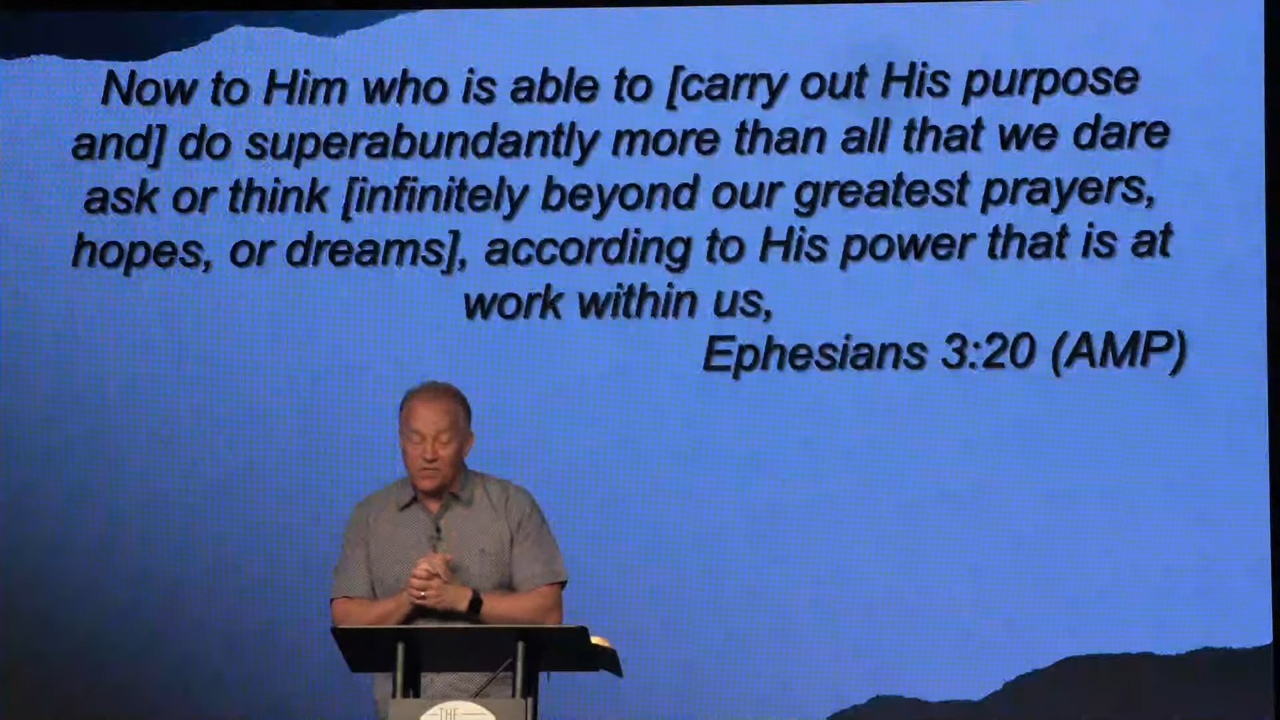 Now to Him who is able to [carry out His purpose
and] do superabundantly more than all that we dare
ask or think [infinitely beyond our greatest prayers,
hopes, or dreams], according to His power that is at
work within us,
Ephesians 3:20 (AMP)
THE